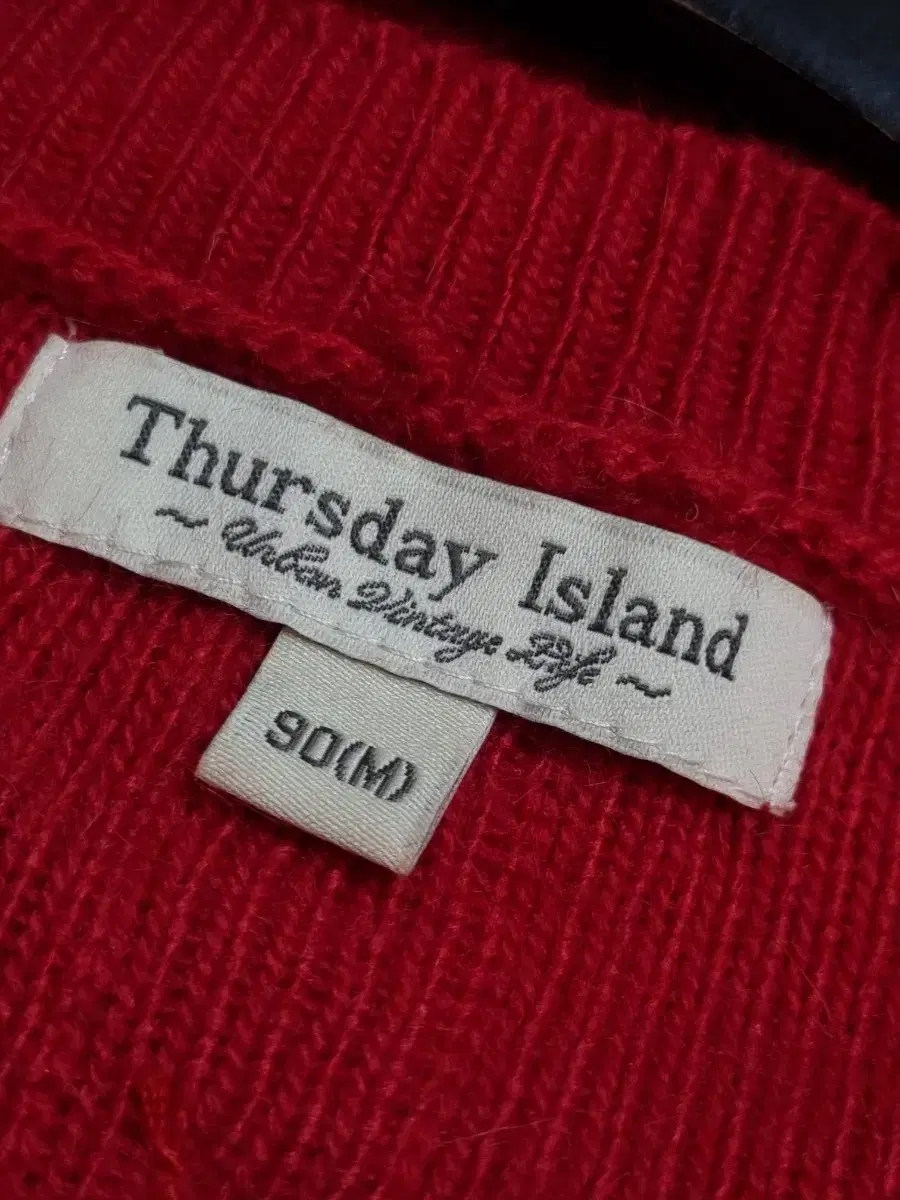 Thursday Island
~ Urban Vintage Life ~
90(M)